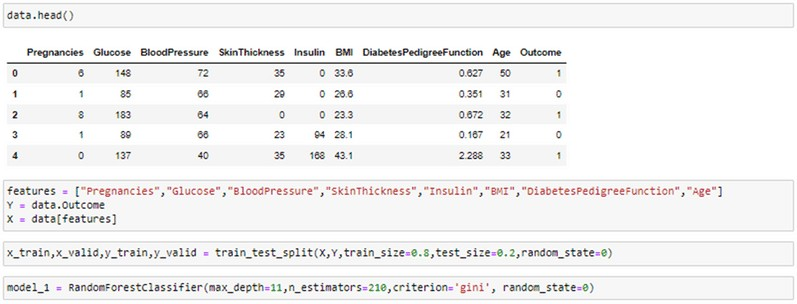 data.head()
Pregnancies Glucose BloodPressure SkinThickness Insulin BMI DiabetesPedigreeFunction Age Outcome
0 6 148 72 35 0 33.6 0.627 50 1
1 1 85 66 29 0 26.6 0.351 31 0
2 8 183 64 0 0 23.3 0.672 32 1
3 1 89 66 23 94 28.1 0.167 21 0
4 0 137 40 35 168 43.1 2.288 33 1
features = ["Pregnancies","Glucose","BloodPressure","SkinThickness","Insulin","BMI","DiabetesPedigreeFunction","Age"]
Y = data.Outcome
X = data[features]
x_train,x_valid,y_train,y_valid = train_test_split(X,Y,train_size=0.8,test_size=0.2,random_state=0)
model_1 = RandomForestClassifier(max_depth=11,n_estimators=210,criterion='gini', random_state=0)